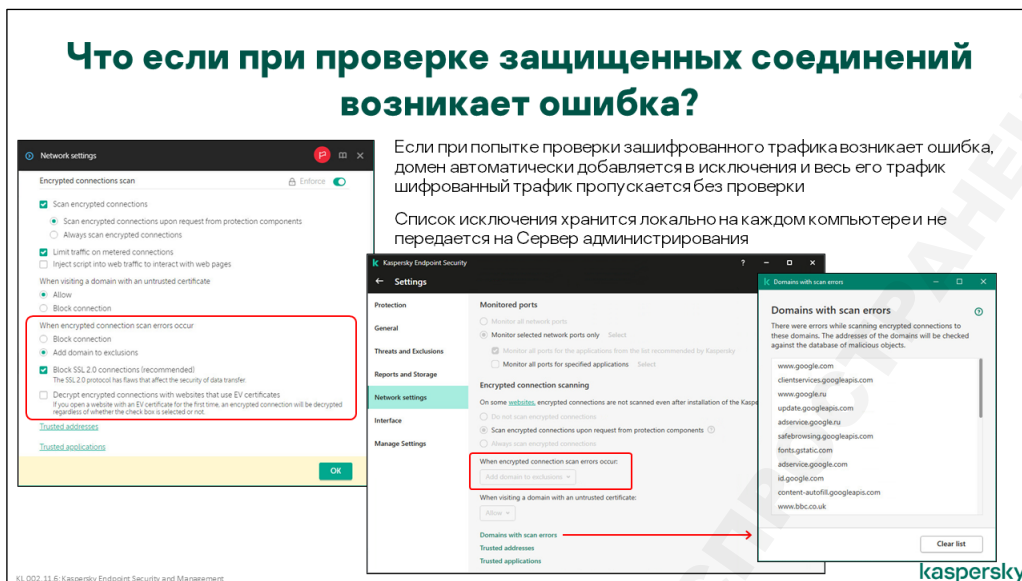 Что если при проверке защищенных соединений
возникает ошибка?
Если при попытке проверки зашифрованного трафика возникает ошибка,
домен автоматически добавляется в исключения и весь его трафик
шифрованный трафик пропускается без проверки
Список исключения хранится локально на каждом компьютере и не
передается на Сервер администрирования
Network settings
Encrypted connections scan
Enforce
Scan encrypted connections
Scan encrypted connections upon request from protection components
Always scan encrypted connections
Limit traffic on metered connections
Inject script into web traffic to interact with web pages
When visiting a domain with an untrusted certificate
Allow
Block connection
When encrypted connection scan errors occur
Block connection
Add domain to exclusions
Block SSL 2.0 connections (recommended)
The SSL 2.0 protocol has flaws that affect the security of data transfer.
Decrypt encrypted connections with websites that use EV certificates
If you open a website with an EV certificate for the first time, an encrypted connection will be decrypted
regardless of whether the check box is selected or not.
Trusted addresses
Trusted applications
OK
Kaspersky Endpoint Security
Settings
Protection
General
Threats and Exclusions
Reports and Storage
Network settings
Interface
Manage Settings
Monitored ports
Monitor all network ports
Monitor selected network ports only Select
Monitor all ports for the applications from the list recommended by Kaspersky
Monitor all ports for specified applications Select
Encrypted connection scanning
On some websites, encrypted connections are not scanned even after installation of the Kaspe
Do not scan encrypted connections
Scan encrypted connections upon request from protection components
Always scan encrypted connections
When encrypted connection scan errors occur:
Add domain to exclusions
When visiting a domain with an untrusted certificate:
Allow
Domains with scan errors
Trusted addresses
Trusted applications
Domains with scan errors
Domains with scan errors
There were errors while scanning encrypted connections to
these domains. The addresses of the domains will be checked
against the database of malicious objects.
www.google.com
clientservices.googleapis.com
www.google.ru
update.googleapis.com
adservice.google.ru
safebrowsing.googleapis.com
fonts.gstatic.com
adservice.google.com
id.google.com
content-autofill.googleapis.com
www.bbc.co.uk
Clear list
KL 002.11.6: Kaspersky Endpoint Security and Management
kaspersky